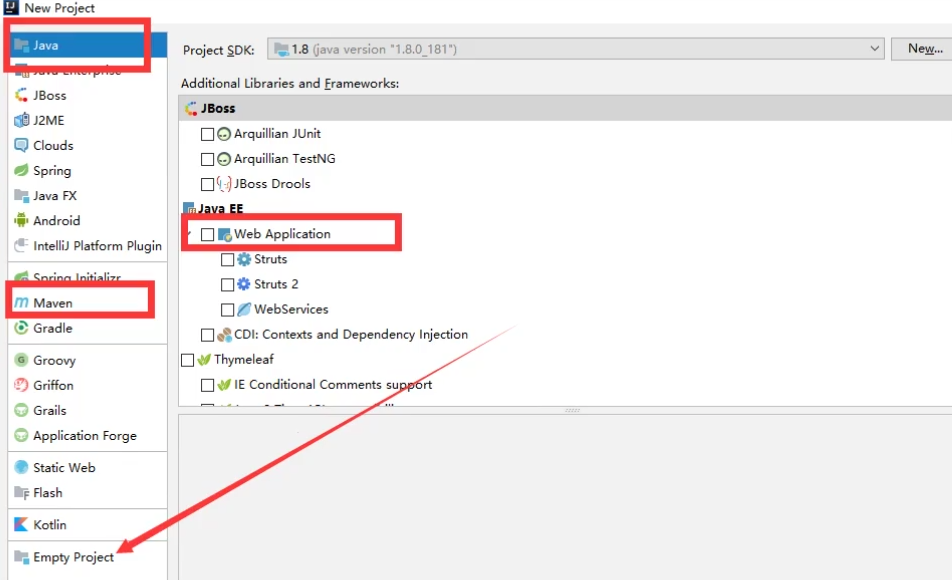 New Project
Java
Java Enterprise
JBoss
J2ME
Clouds
Spring
Java FX
Android
IntelliJ Platform Plugin
Spring Initializr
Maven
Gradle
Groovy
Griffon
Grails
Application Forge
Static Web
Flash
Kotlin
Empty Project
Project SDK: 1.8 (java version "1.8.0_181") New...
Additional Libraries and Frameworks:
JBoss
Arquillian JUnit
Arquillian TestNG
JBoss Drools
Java EE
Web Application
Struts
Struts 2
WebServices
CDI: Contexts and Dependency Injection
Thymeleaf
IE Conditional Comments support